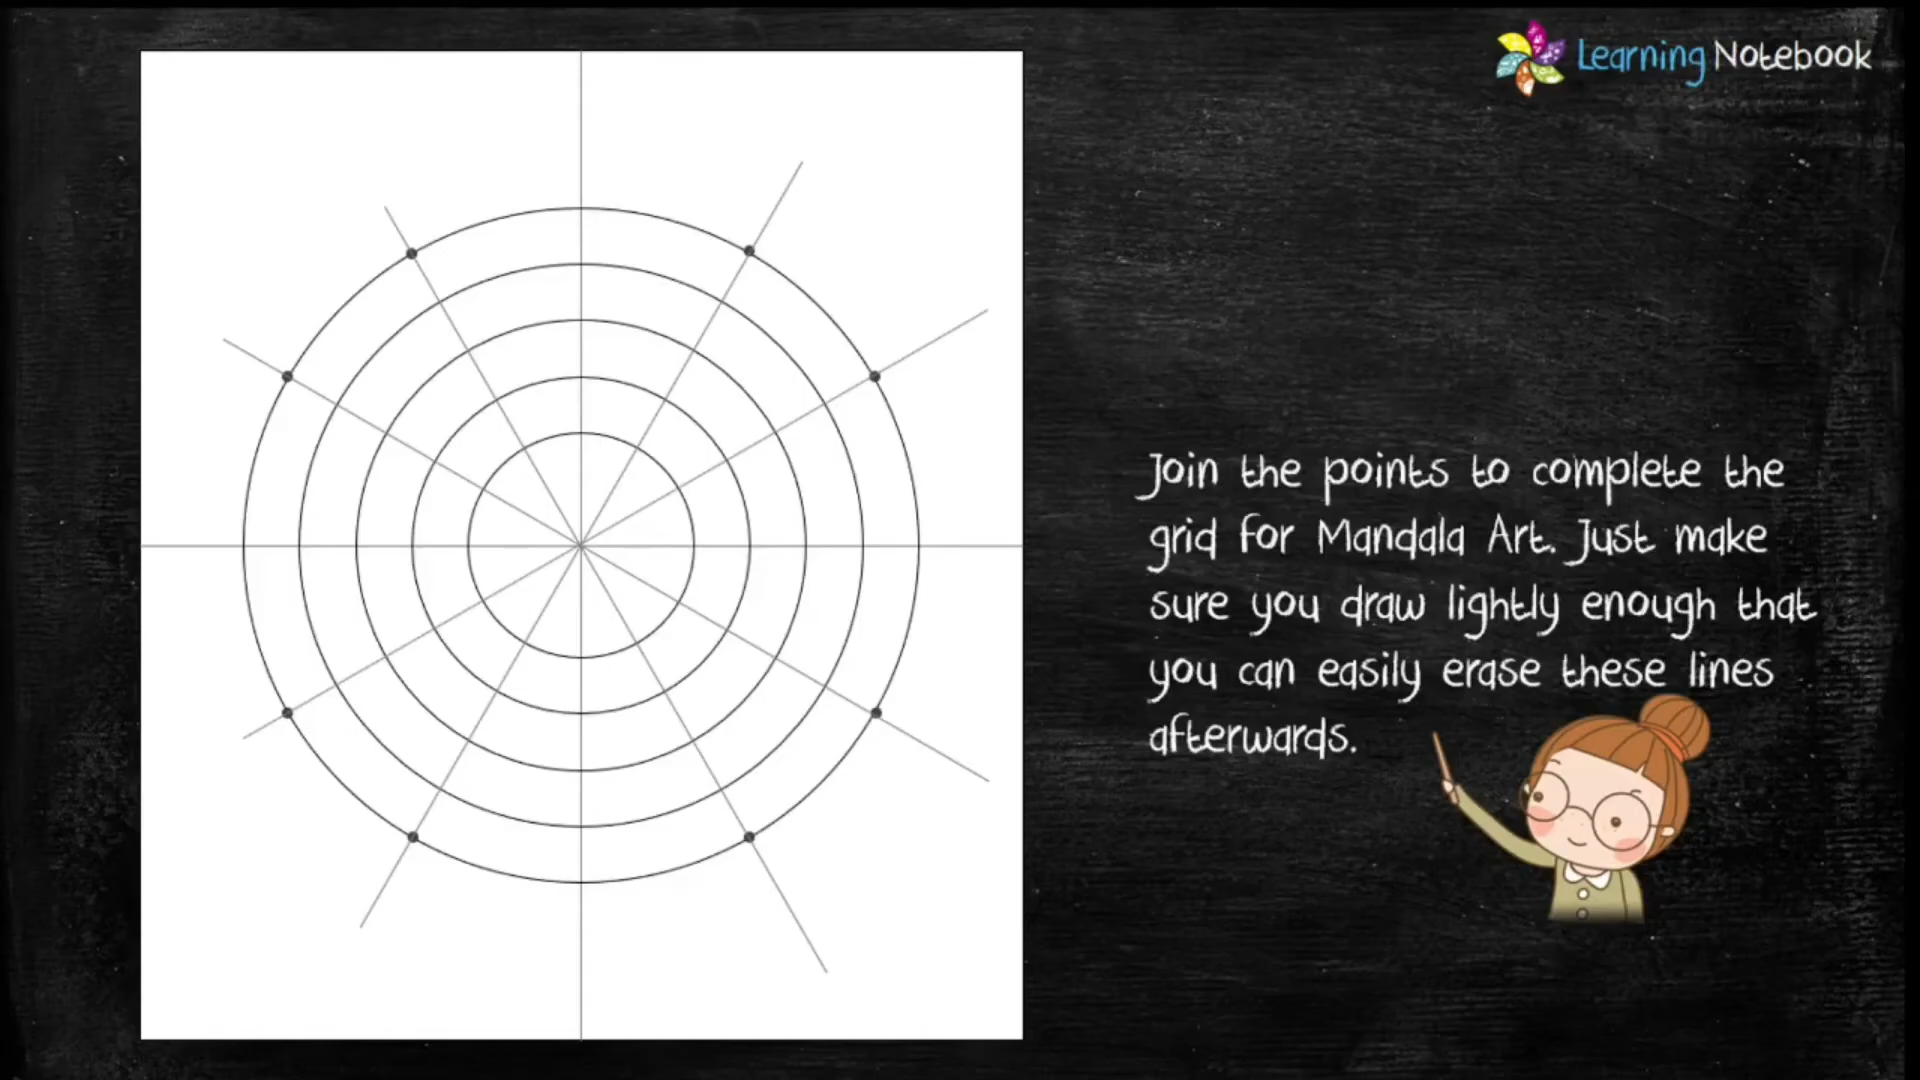 Learning Notebook
Join the points to complete the
grid for Mandala Art. Just make
sure you draw lightly enough that
you can easily erase these lines
afterwards.